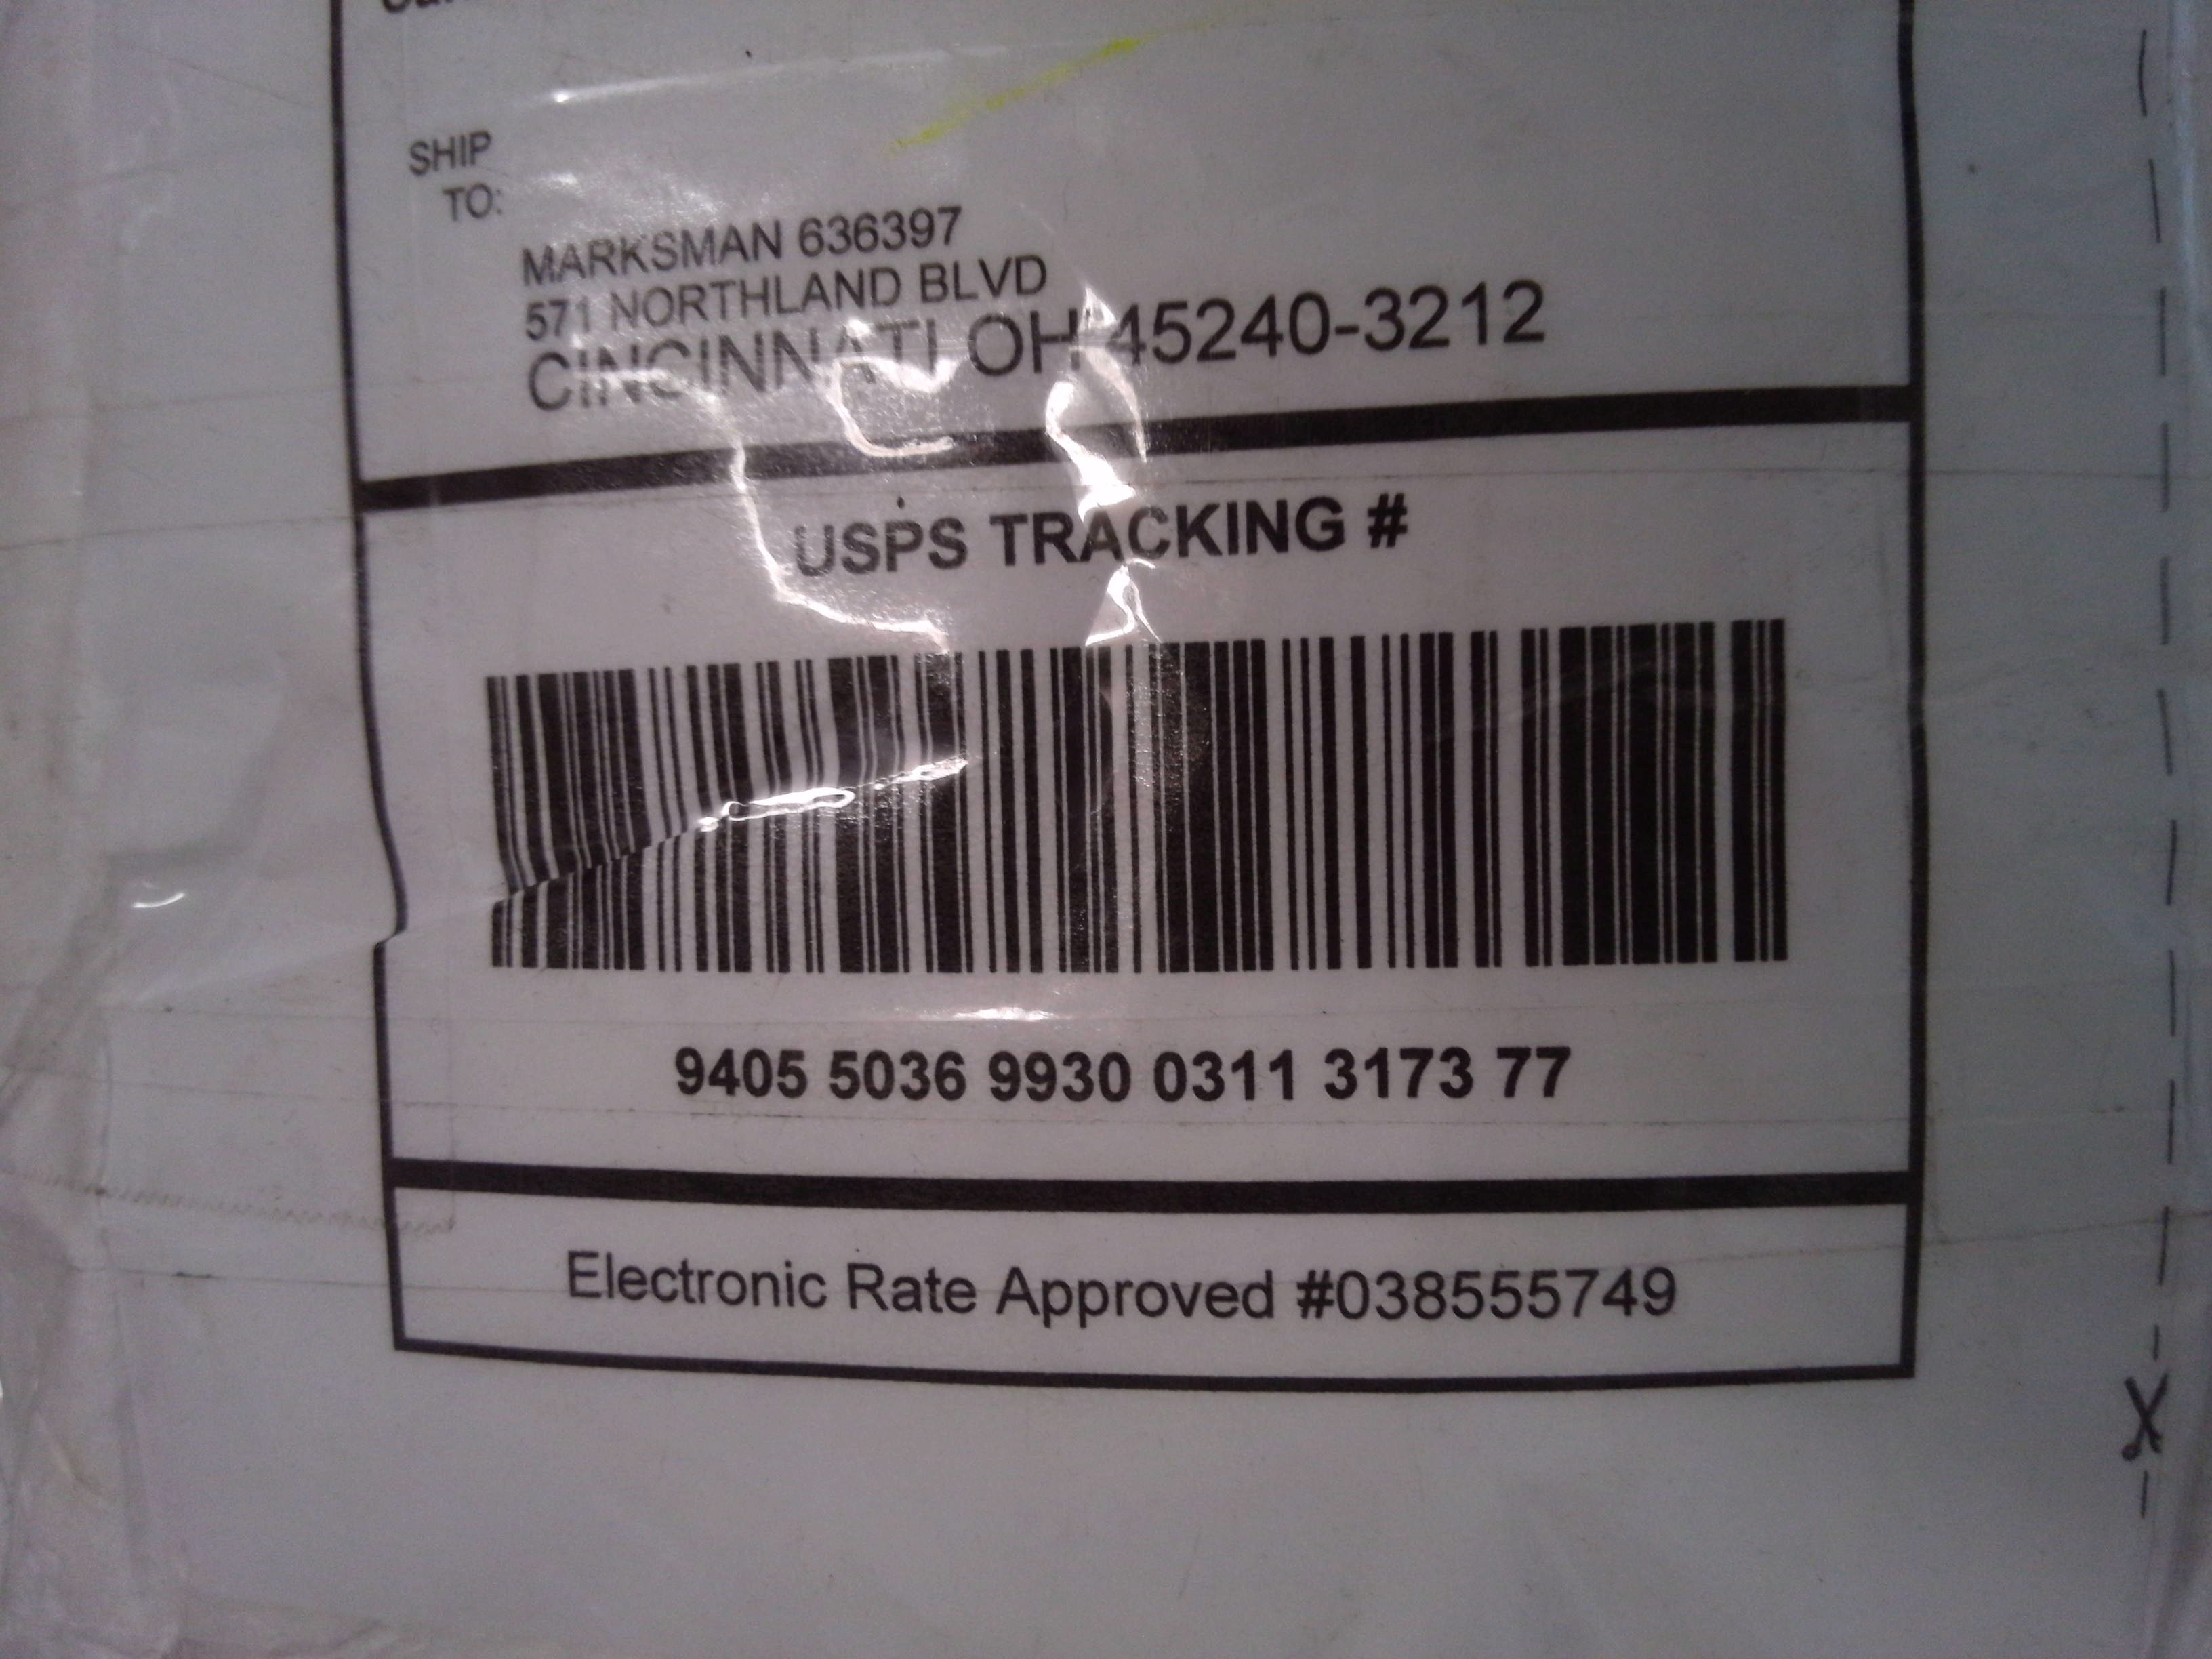 SHIP
TO:
MARKSMAN 636397
571 NORTHLAND BLVD
CINCINNATI OH 45240-3212
USPS TRACKING #
9405 5036 9930 0311 3173 77
Electronic Rate Approved #038555749